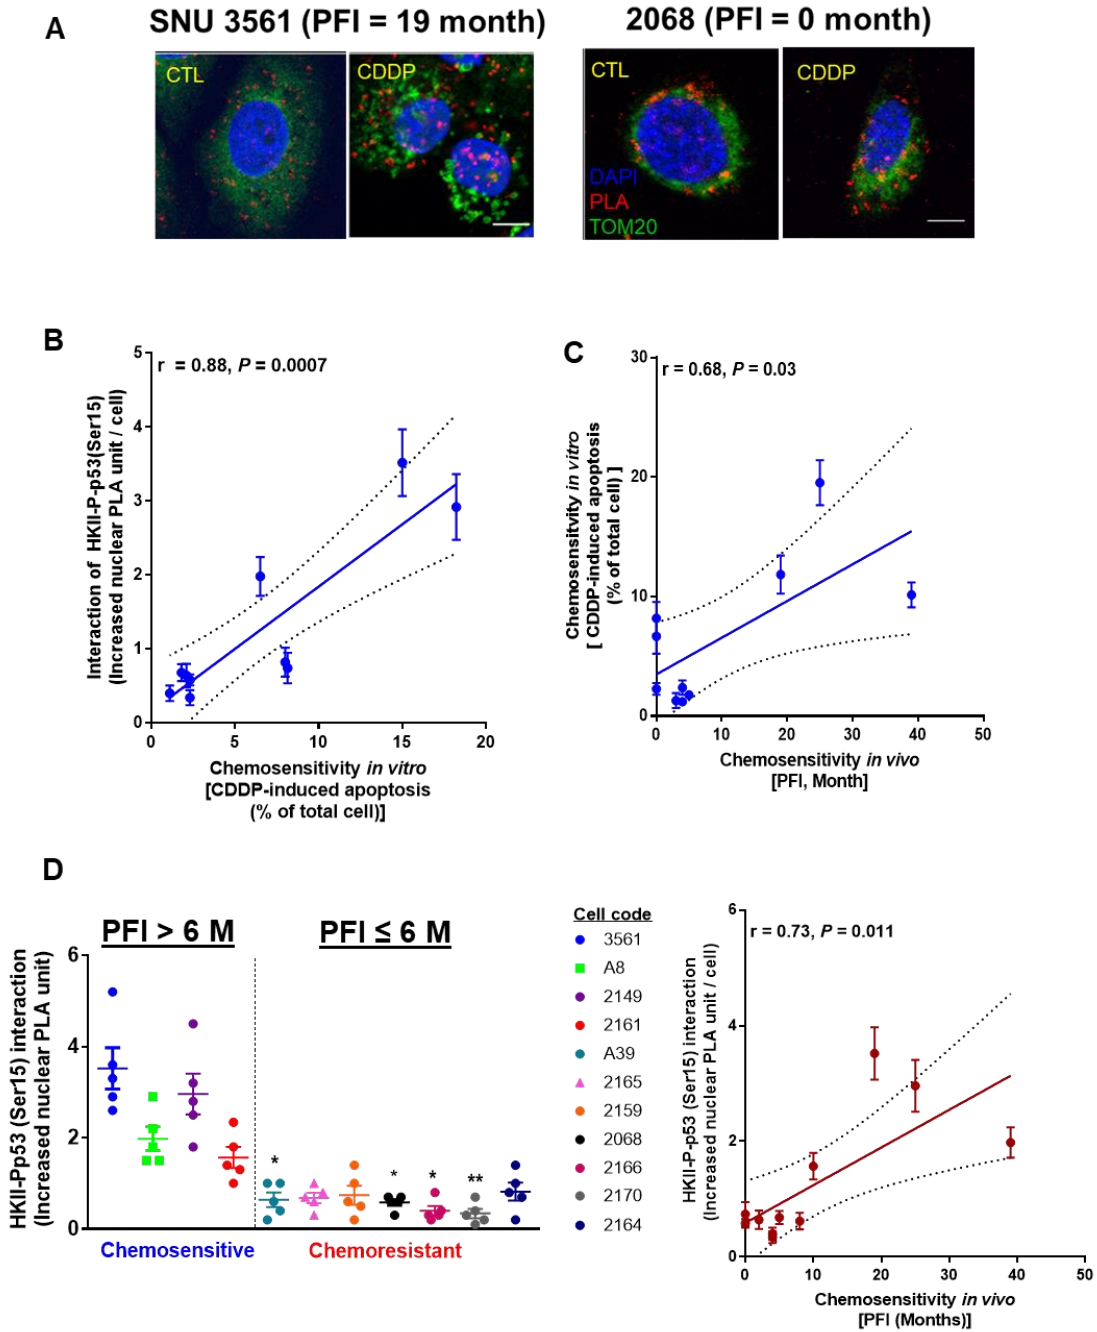 A
SNU 3561 (PFI = 19 month)
2068 (PFI = 0 month)
CTL
CDDP
CTL
CDDP
DAPI
PLA
TOM20
B
r = 0.88, P = 0.0007
Interaction of HKII-P-p53(Ser15)
(Increased nuclear PLA unit / cell)
5
4
3
2
1
0
0
5
10
15
20
Chemosensitivity in vitro
[CDDP-induced apoptosis
(% of total cell)]
C
r = 0.68, P = 0.03
Chemosensitvity in vitro
[ CDDP-induced apoptosis
(% of total cell) ]
30
20
10
0
0
10
20
30
40
50
Chemosensitivity in vivo
[PFI, Month]
D
PFI > 6 M
PFI ≤ 6 M
HKII-Pp53 (Ser15) interaction
(Increased nuclear PLA unit)
6
4
2
0
*
*
*
**
Chemosensitive
Chemoresistant
Cell code
3561
A8
2149
2161
A39
2165
2159
2068
2166
2170
2164
r = 0.73, P = 0.011
HKII-P-p53 (Ser15) interaction
(Increased nuclear PLA unit / cell)
6
4
2
0
0
10
20
30
40
50
Chemosensitivity in vivo
[PFI (Months)]